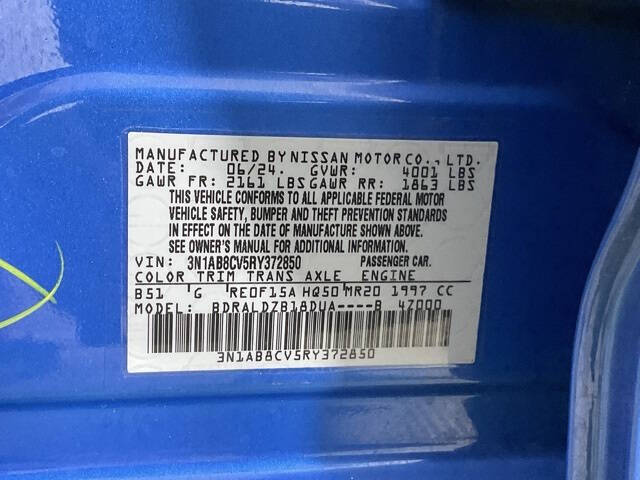 MANUFACTURED BY NISSAN MOTOR CO., LTD.
DATE: 06/24. GVWR: 4001 LBS
GAWR FR: 2161 LBS GAWR RR: 1863 LBS
THIS VEHICLE CONFORMS TO ALL APPLICABLE FEDERAL MOTOR
VEHICLE SAFETY, BUMPER AND THEFT PREVENTION STANDARDS
IN EFFECT ON THE DATE OF MANUFACTURE SHOWN ABOVE.
SEE OWNER'S MANUAL FOR ADDITIONAL INFORMATION.
VIN: 3N1AB8CV5RY372850 PASSENGER CAR.
COLOR TRIM TRANS AXLE ENGINE
B51 G RE0F15A HQ50 MR20 1997 CC
MODEL: BDRALDZB18DUA----B 47000
3N1AB8CV5RY372850